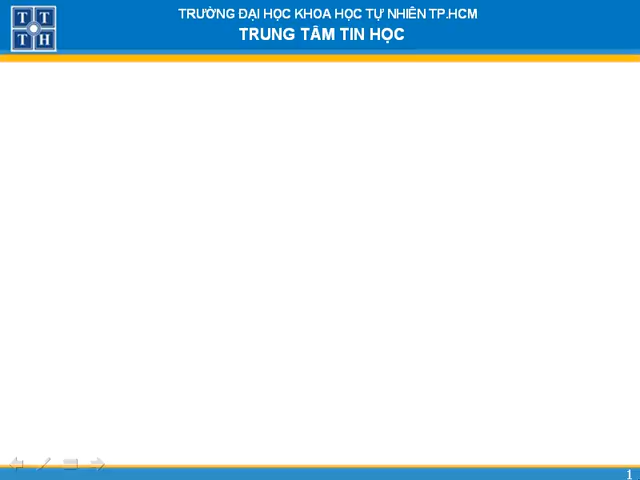 T T
T H
TRƯỜNG ĐẠI HỌC KHOA HỌC TỰ NHIÊN TP.HCM
TRUNG TÂM TIN HỌC
1